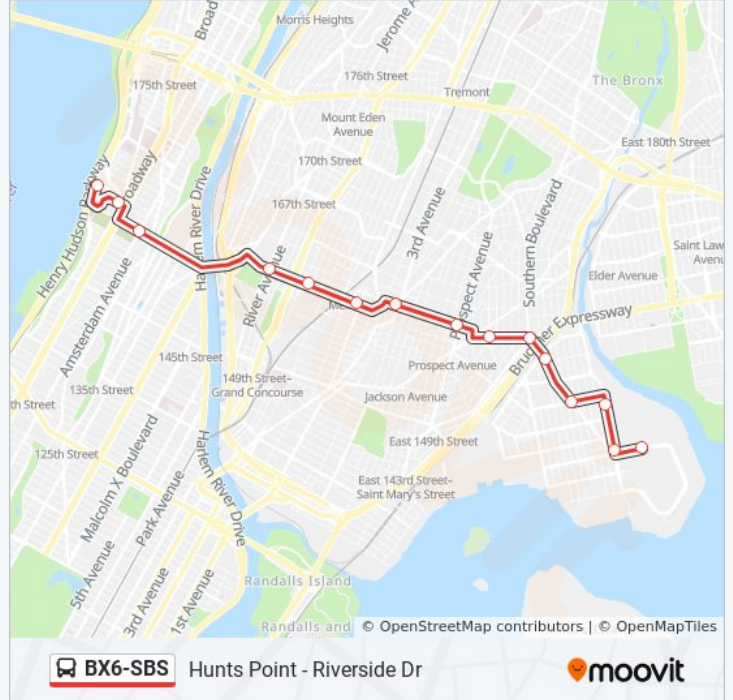 Broad
Morris Heights
Jerome A
175th Street
176th Street
Tremont
The Bronx
Mount Eden
Avenue
East 180th Street
170th Street
Henry Hudson Parkway
Broadway
Harlem River Drive
167th Street
3rd Avenue
Southern Boulevard
Prospect Avenue
Saint Law
Avenu
Elder Avenue
River Avenue
Amsterdam Avenue
Bruckner Expressway
145th Street
149th Street–
Grand Concourse
Prospect Avenue
135th Street
th Street
Jackson Avenue
125th Street
Malcolm X Boulevard
Harlem River Drive
East 149th Street
Park Avenue
East 143rd Street–
Saint Mary's Street
5th Avenue
3rd Avenue
1st Avenue
Randalls Island
Randalls and
© OpenStreetMap contributors | © OpenMapTiles
BX6-SBS Hunts Point - Riverside Dr
moovit